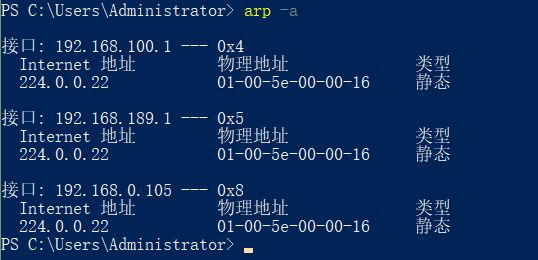 PS C:\Users\Administrator> arp -a
接口: 192.168.100.1 --- 0x4
Internet 地址 物理地址 类型
224.0.0.22 01-00-5e-00-00-16 静态
接口: 192.168.189.1 --- 0x5
Internet 地址 物理地址 类型
224.0.0.22 01-00-5e-00-00-16 静态
接口: 192.168.0.105 --- 0x8
Internet 地址 物理地址 类型
224.0.0.22 01-00-5e-00-00-16 静态
PS C:\Users\Administrator>